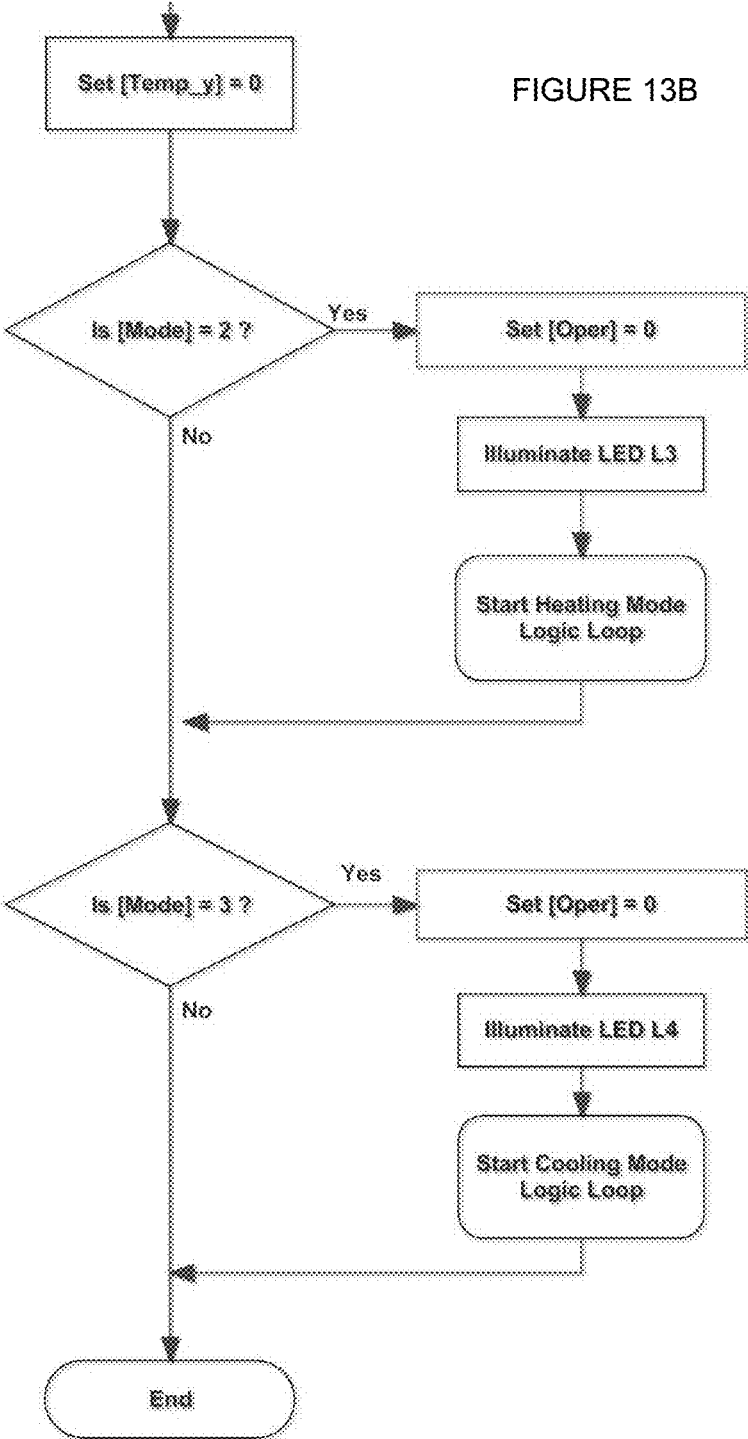 Set [Temp_y] = 0
FIGURE 13B
Is [Mode] = 2 ?
Yes
Set [Oper] = 0
No
Illuminate LED L3
Start Heating Mode
Logic Loop
Is [Mode] = 3 ?
Yes
Set [Oper] = 0
No
Illuminate LED L4
Start Cooling Mode
Logic Loop
End